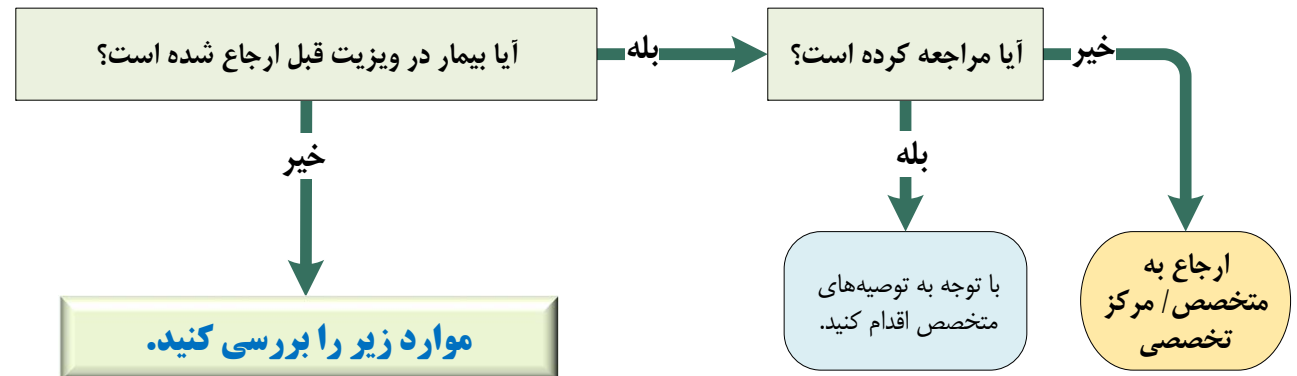 آیا بیمار در ویزیت قبل ارجاع شده است؟
بله
آیا مراجعه کرده است؟
خیر
خیر
بله
موارد زیر را بررسی کنید.
با توجه به توصیه‌های
متخصص اقدام کنید.
ارجاع به
متخصص/ مرکز
تخصصی